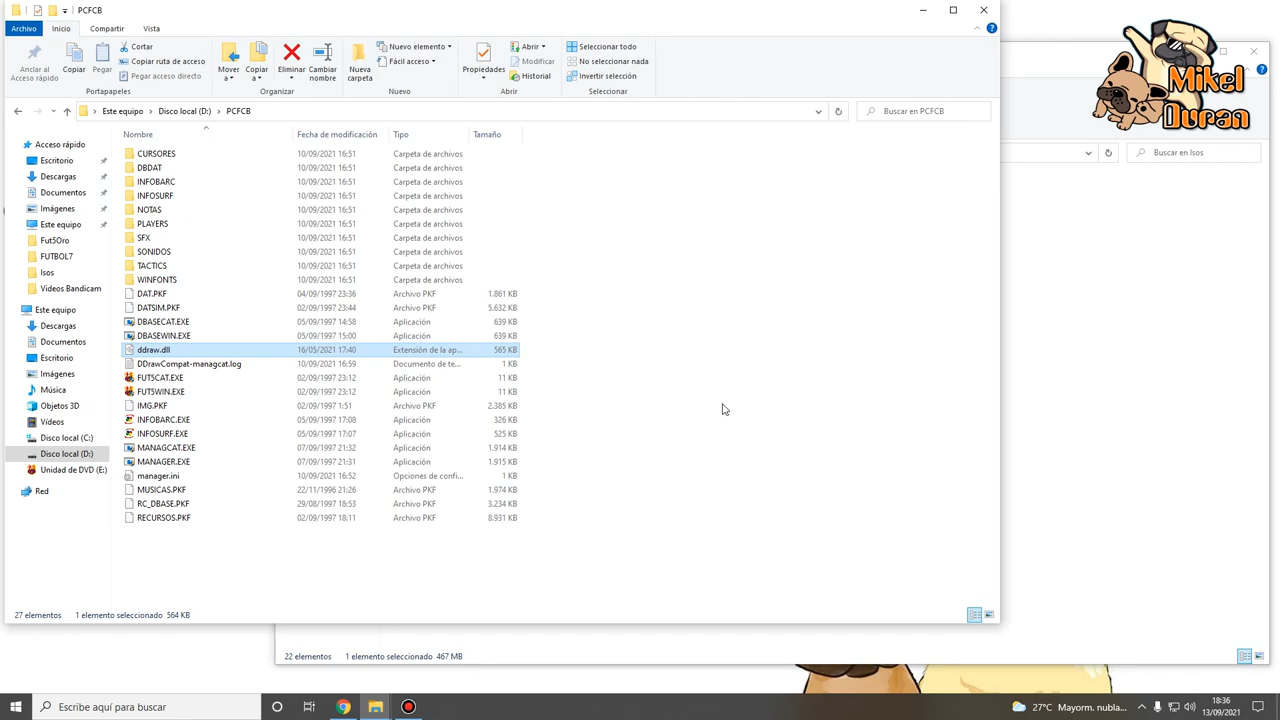 PCFCB
Archivo Inicio Compartir Vista
Anclar al Acceso rápido
Copiar
Pegar
Cortar
Copiar ruta de acceso
Pegar acceso directo
Portapapeles
Mover a
Copiar a
Eliminar
Cambiar nombre
Organizar
Nueva carpeta
Nuevo elemento
Fácil acceso
Nuevo
Propiedades
Abrir
Modificar
Historial
Abrir
Seleccionar todo
No seleccionar nada
Invertir selección
Seleccionar
Mikel
Duran
Este equipo > Disco local (D:) > PCFCB
Buscar en PCFCB
Buscar en Isos
Nombre Fecha de modificación Tipo Tamaño
CURSORES 10/09/2021 16:51 Carpeta de archivos
DBDAT 10/09/2021 16:51 Carpeta de archivos
INFOBARC 10/09/2021 16:51 Carpeta de archivos
INFOSURF 10/09/2021 16:51 Carpeta de archivos
NOTAS 10/09/2021 16:51 Carpeta de archivos
PLAYERS 10/09/2021 16:51 Carpeta de archivos
SFX 10/09/2021 16:51 Carpeta de archivos
SONIDOS 10/09/2021 16:51 Carpeta de archivos
TACTICS 10/09/2021 16:51 Carpeta de archivos
WINFONTS 10/09/2021 16:51 Carpeta de archivos
DAT.PKF 04/09/1997 23:36 Archivo PKF 1.861 KB
DATSIM.PKF 02/09/1997 23:44 Archivo PKF 5.632 KB
DBASECAT.EXE 05/09/1997 14:58 Aplicación 639 KB
DBASEWIN.EXE 05/09/1997 15:00 Aplicación 639 KB
ddraw.dll 16/05/2021 17:40 Extensión de la ap... 565 KB
DDrawCompat-managcat.log 10/09/2021 16:59 Documento de te... 1 KB
FUT5CAT.EXE 02/09/1997 23:12 Aplicación 11 KB
FUT5WIN.EXE 02/09/1997 23:12 Aplicación 11 KB
IMG.PKF 02/09/1997 1:51 Archivo PKF 2.385 KB
INFOBARC.EXE 05/09/1997 17:08 Aplicación 326 KB
INFOSURF.EXE 05/09/1997 17:07 Aplicación 525 KB
MANAGCAT.EXE 07/09/1997 21:32 Aplicación 1.914 KB
MANAGER.EXE 07/09/1997 21:31 Aplicación 1.915 KB
manager.ini 10/09/2021 16:52 Opciones de confi... 1 KB
MUSICAS.PKF 22/11/1996 21:26 Archivo PKF 1.974 KB
RC_DBASE.PKF 29/08/1997 18:53 Archivo PKF 3.234 KB
RECURSOS.PKF 02/09/1997 18:11 Archivo PKF 8.931 KB
Acceso rápido
Escritorio
Descargas
Documentos
Imágenes
Este equipo
Fut5Oro
FUTBOL7
Isos
Videos Bandicam
Este equipo
Descargas
Documentos
Escritorio
Imágenes
Música
Objetos 3D
Vídeos
Disco local (C:)
Disco local (D:)
Unidad de DVD (E:)
Red
27 elementos 1 elemento seleccionado 564 KB
22 elementos 1 elemento seleccionado 467 MB
Escribe aquí para buscar
27°C Mayorm. nubla...
18:36
13/09/2021